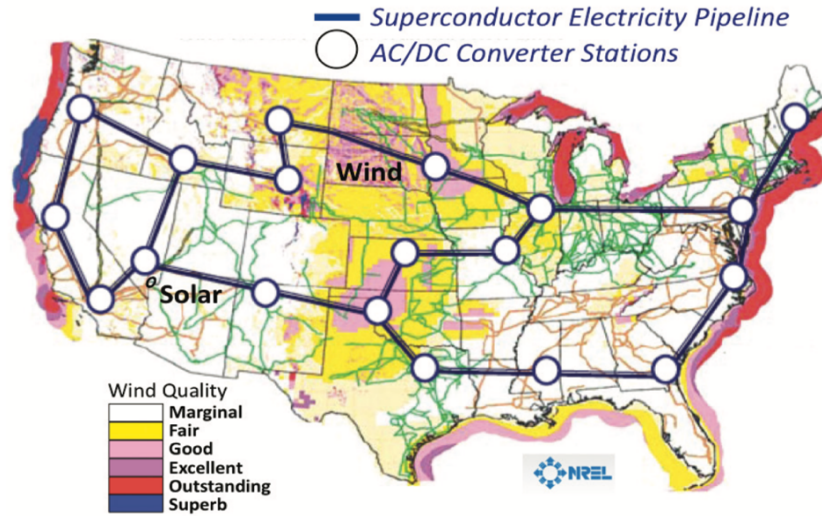 Superconductor Electricity Pipeline
AC/DC Converter Stations
Wind
Solar
Wind Quality
Marginal
Fair
Good
Excellent
Outstanding
Superb
NREL